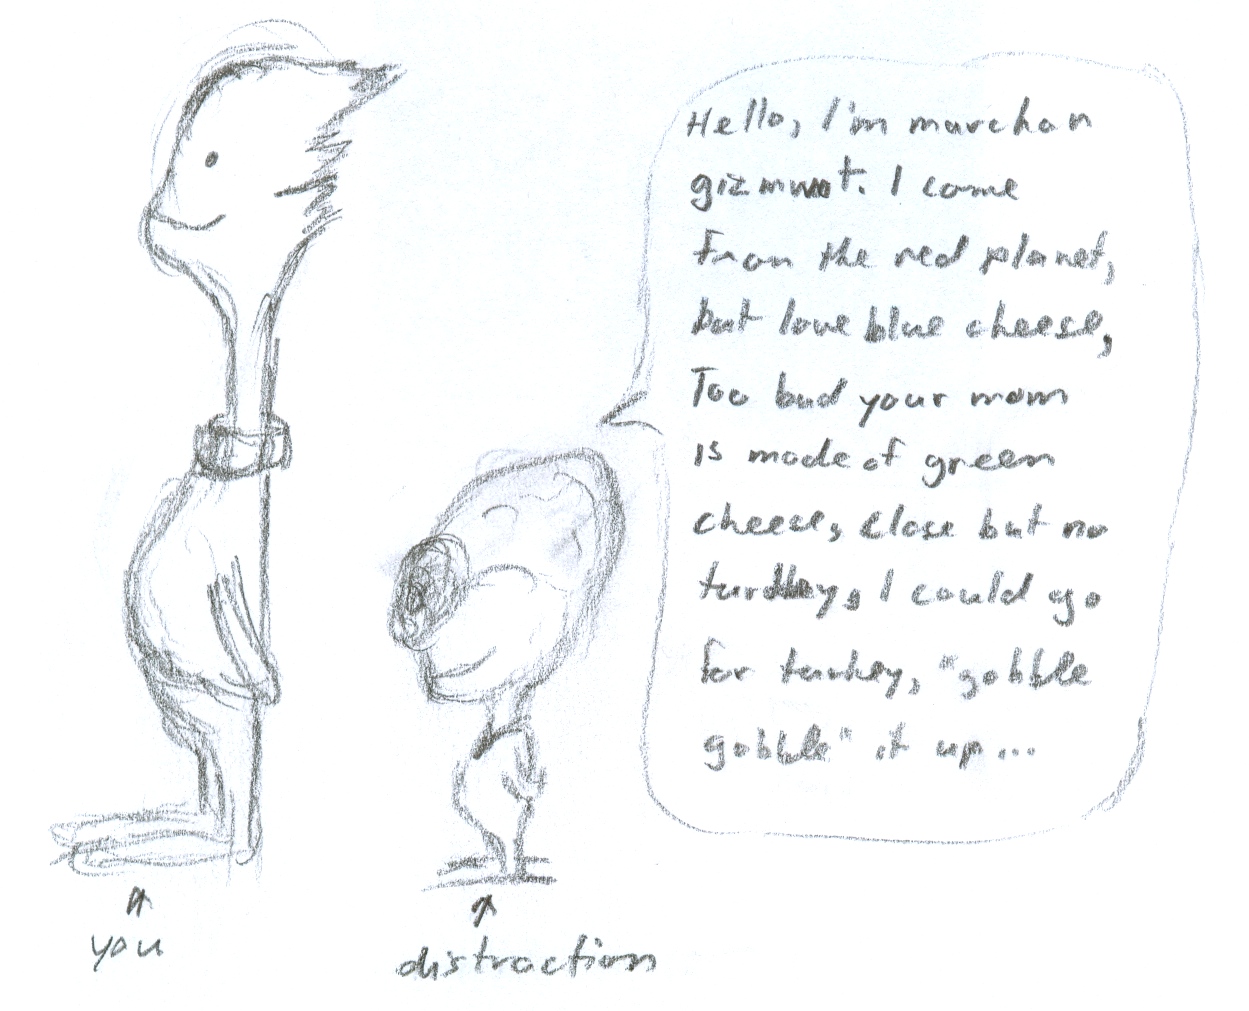 Hello, I'm marchan
gizmwot. I come
from the red planet,
but love blue cheese,
Too bad your mom
is made of green
cheese, close but no
turdley, I could go
for turkey, "gobble
gobble" it up...
you
distraction